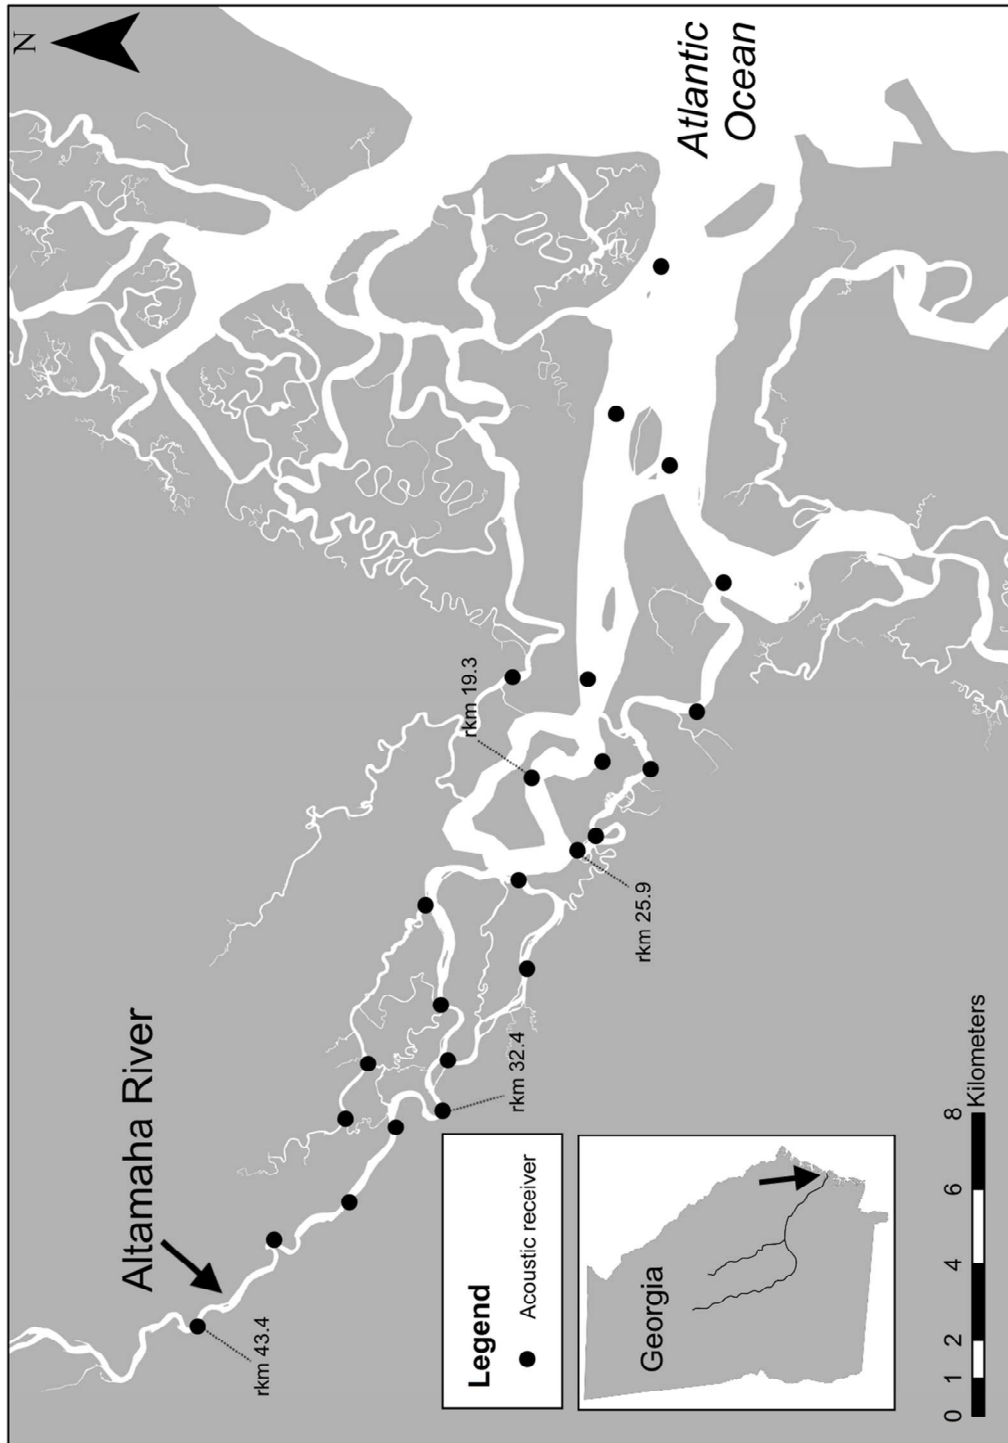 N
Atlantic
Ocean
rkm 19.3
rkm 25.9
Altamaha River
rkm 32.4
rkm 43.4
Legend
Acoustic receiver
Georgia
0 1 2 4 6 8
Kilometers